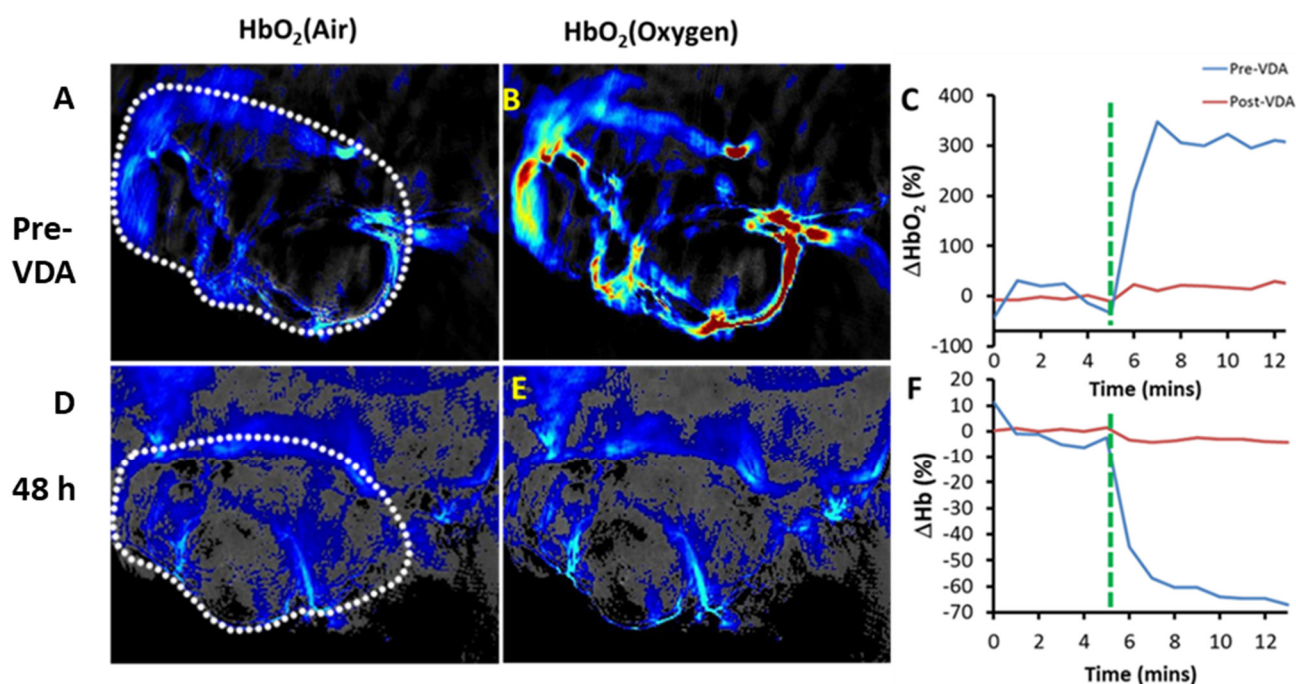 HbO2(Air)
HbO2(Oxygen)
A
B
C
Pre-VDA
Post-VDA
Pre-
VDA
ΔHbO2 (%)
400
300
200
100
0
-100
0 2 4 6 8 10 12
Time (mins)
D
E
F
48 h
ΔHb (%)
20
10
0
-10
-20
-30
-40
-50
-60
-70
0 2 4 6 8 10 12
Time (mins)